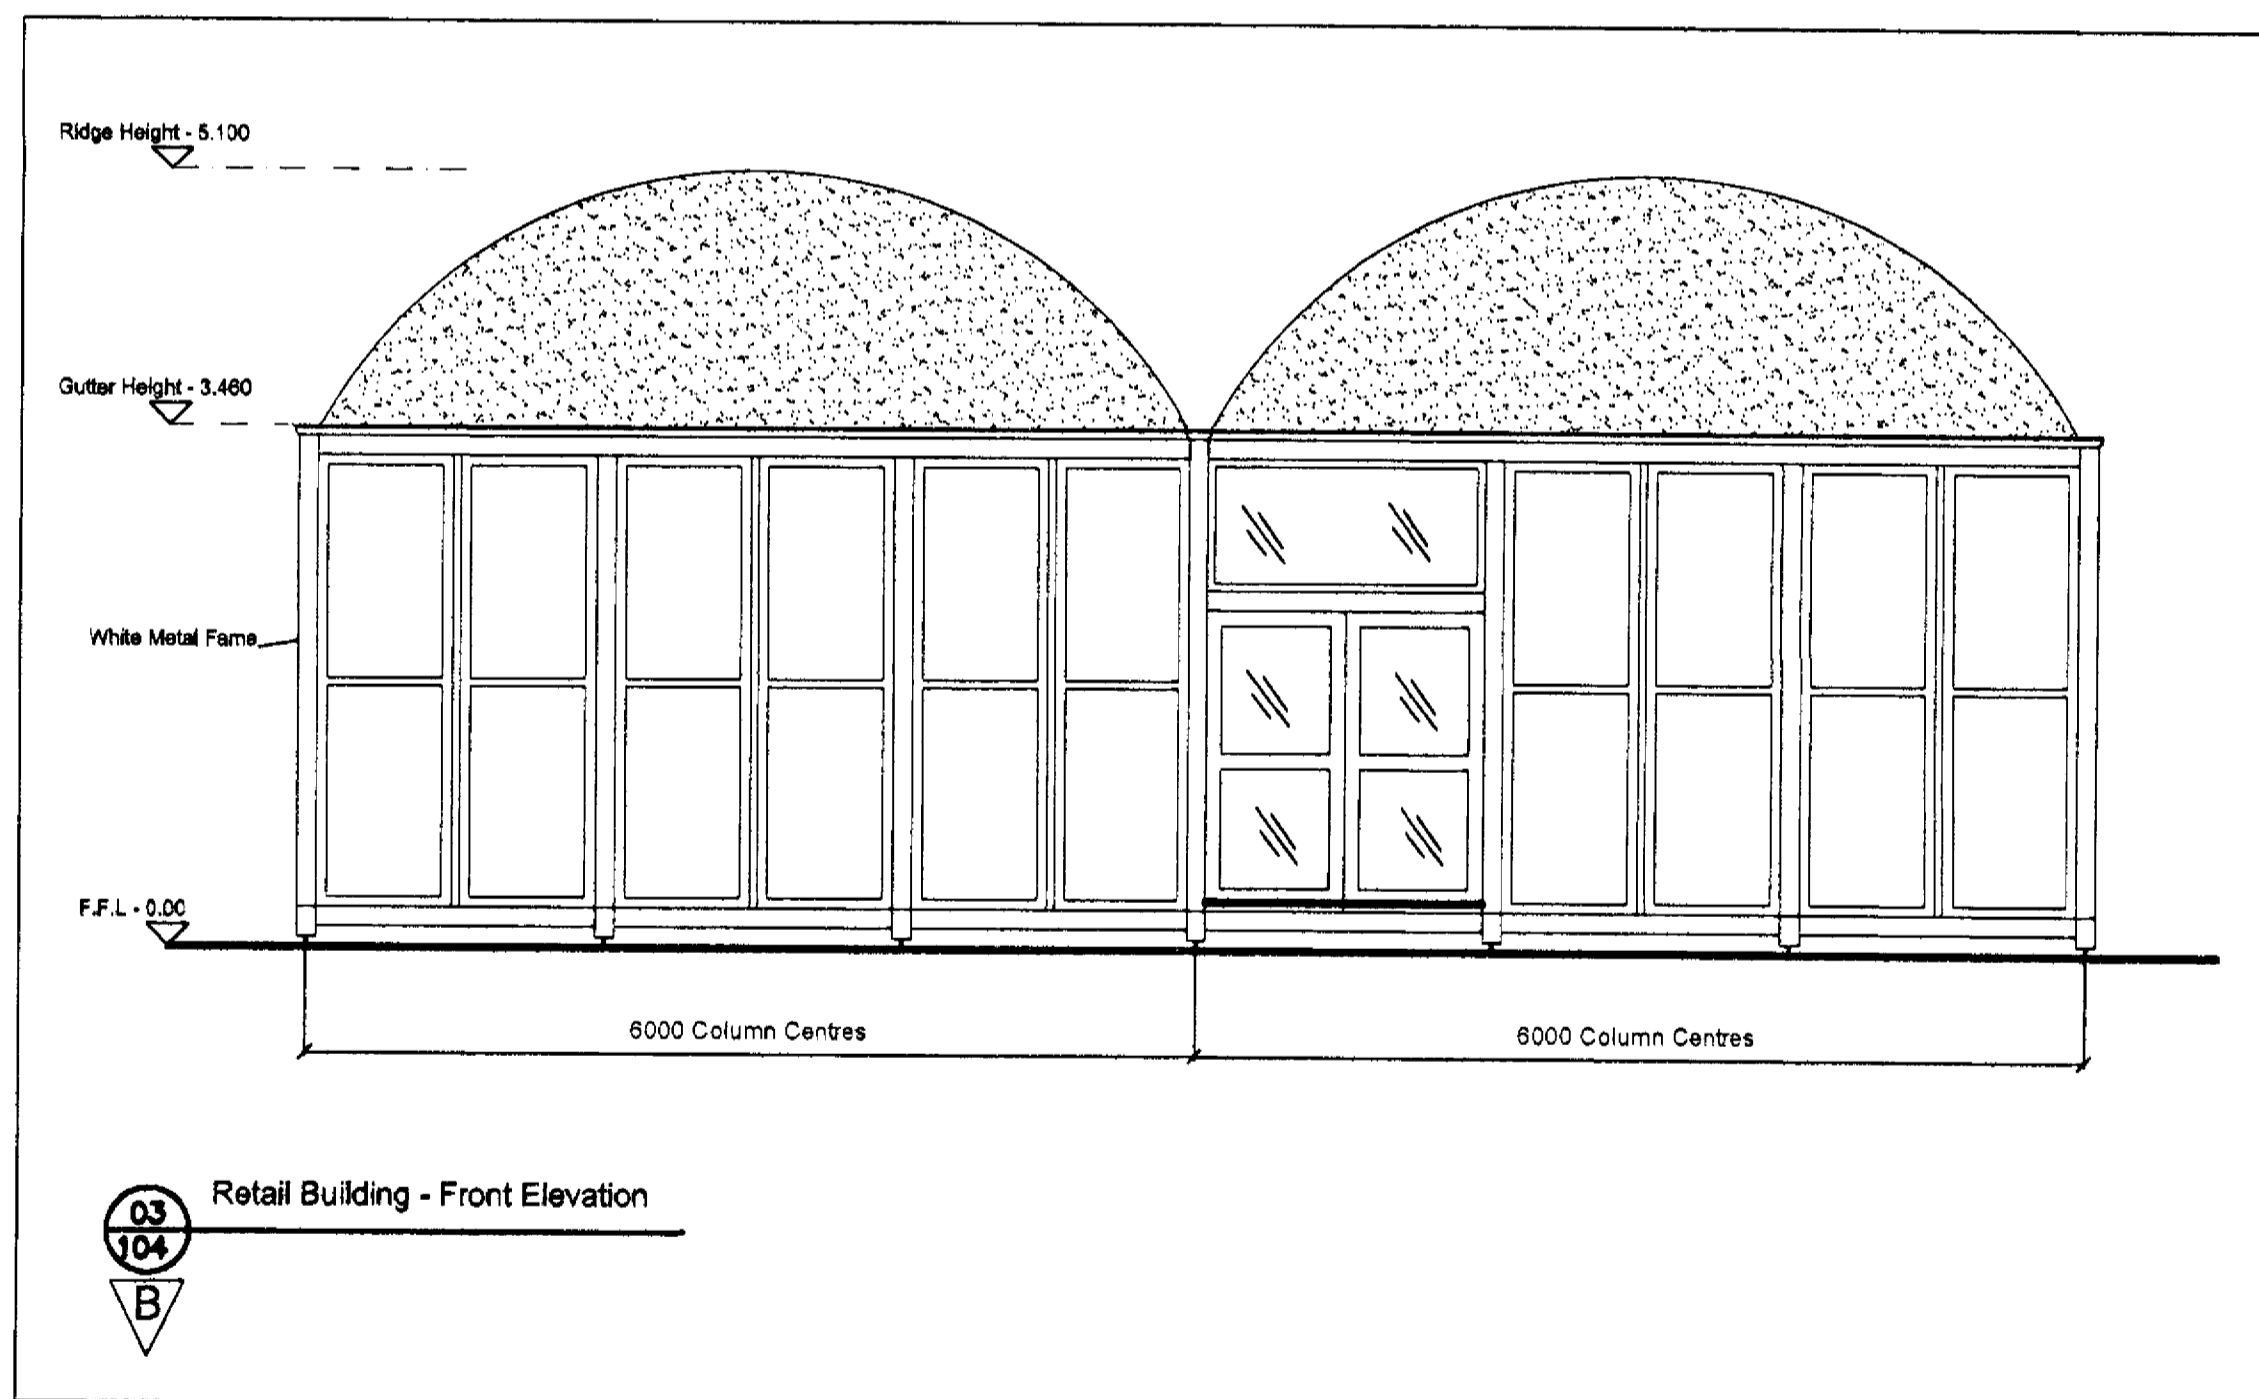 Ridge Height - 5.100
Gutter Height - 3.460
White Metal Fame
F.F.L - 0.00
6000 Column Centres
6000 Column Centres
Retail Building - Front Elevation
03
104
B